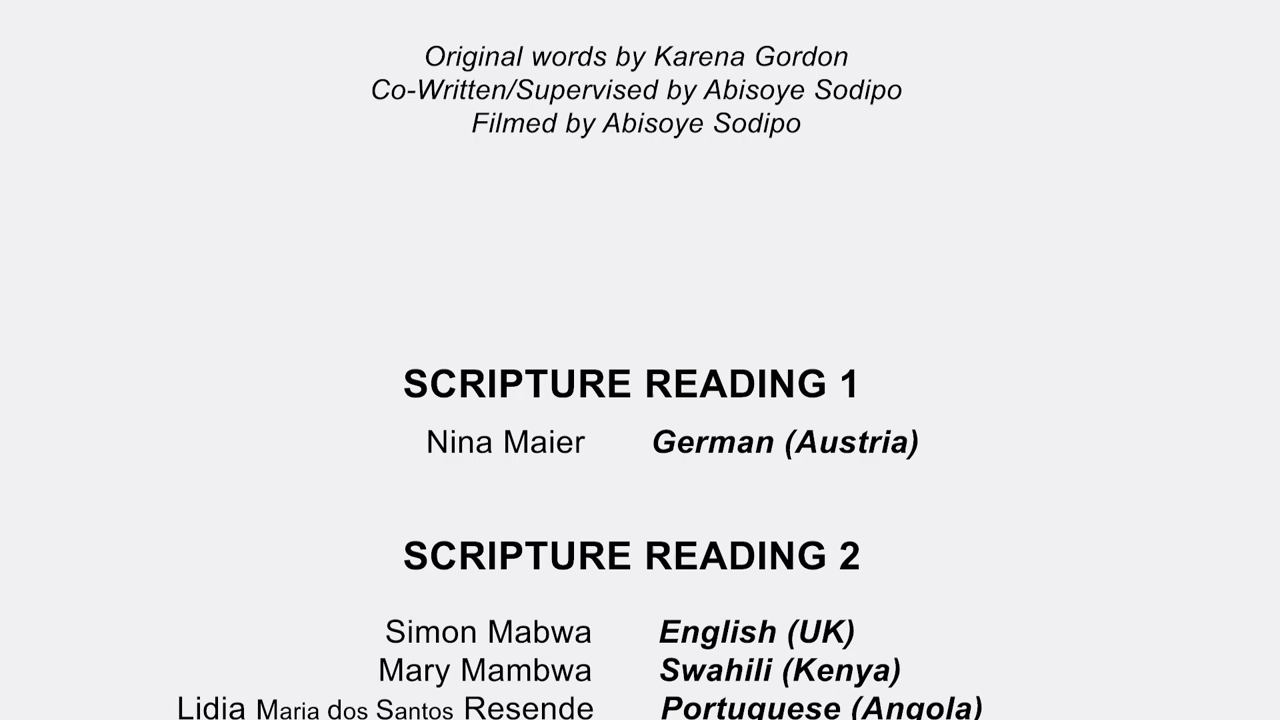 Original words by Karena Gordon
Co-Written/Supervised by Abisoye Sodipo
Filmed by Abisoye Sodipo
SCRIPTURE READING 1
Nina Maier German (Austria)
SCRIPTURE READING 2
Simon Mabwa English (UK)
Mary Mambwa Swahili (Kenya)
Lidia Maria dos Santos Resende Portuguese (Angola)